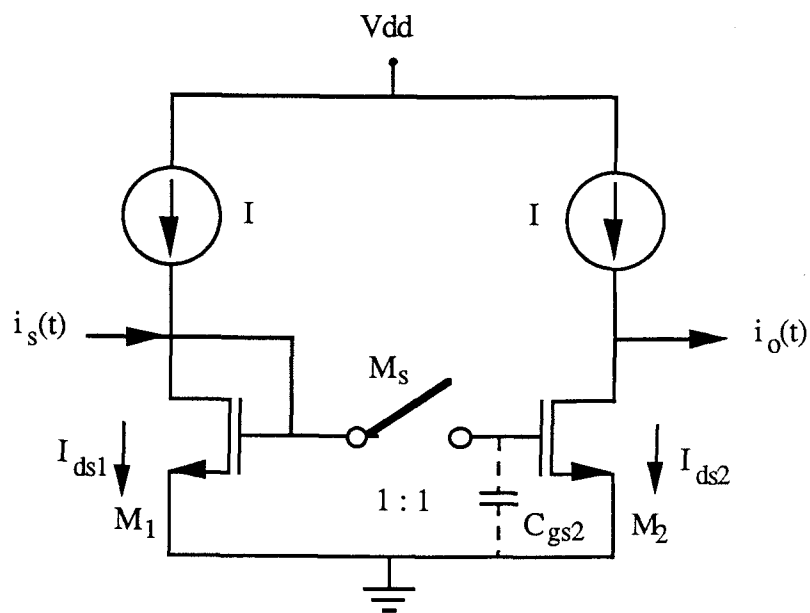 Vdd
I
I
i_s(t)
i_o(t)
M_s
I_ds1
I_ds2
1 : 1
M_1
C_gs2
M_2